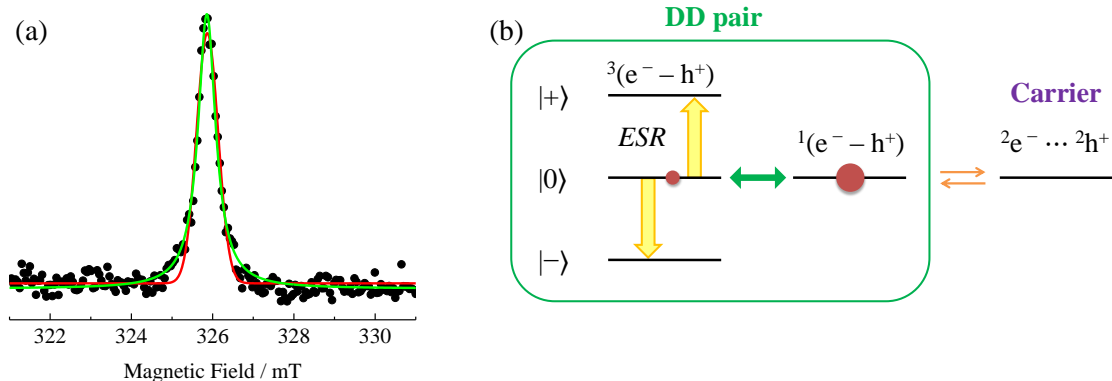 (a)
322 324 326 328 330
Magnetic Field / mT
(b)
DD pair
³(e⁻ – h⁺)
|+⟩
ESR
|0⟩
|−⟩
¹(e⁻ – h⁺)
Carrier
²e⁻ ⋯ ²h⁺